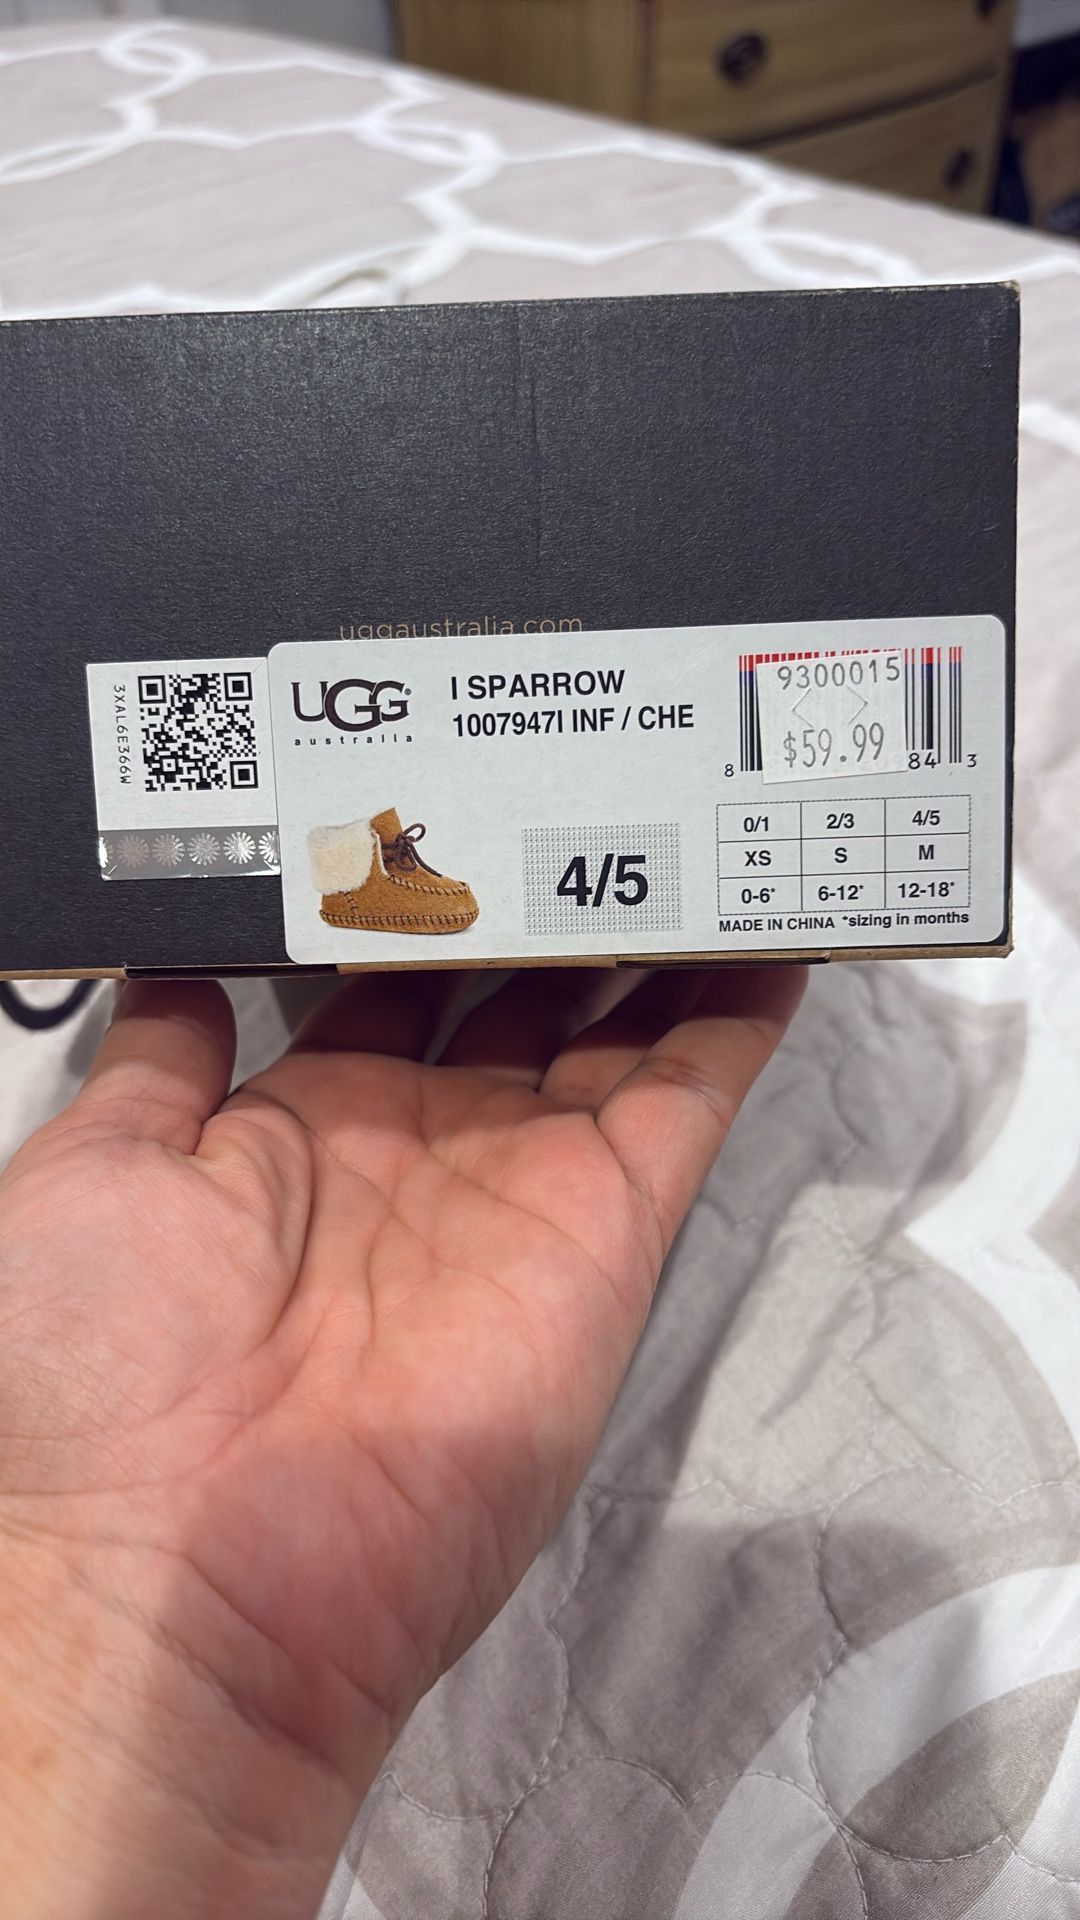 uggaustralia.com
3XAL6E366W
UGG®
australia
I SPARROW
1007947I INF / CHE
9300015
$59.99
8
84
3
4/5
0/1 2/3 4/5
XS S M
0-6* 6-12* 12-18*
MADE IN CHINA *sizing in months